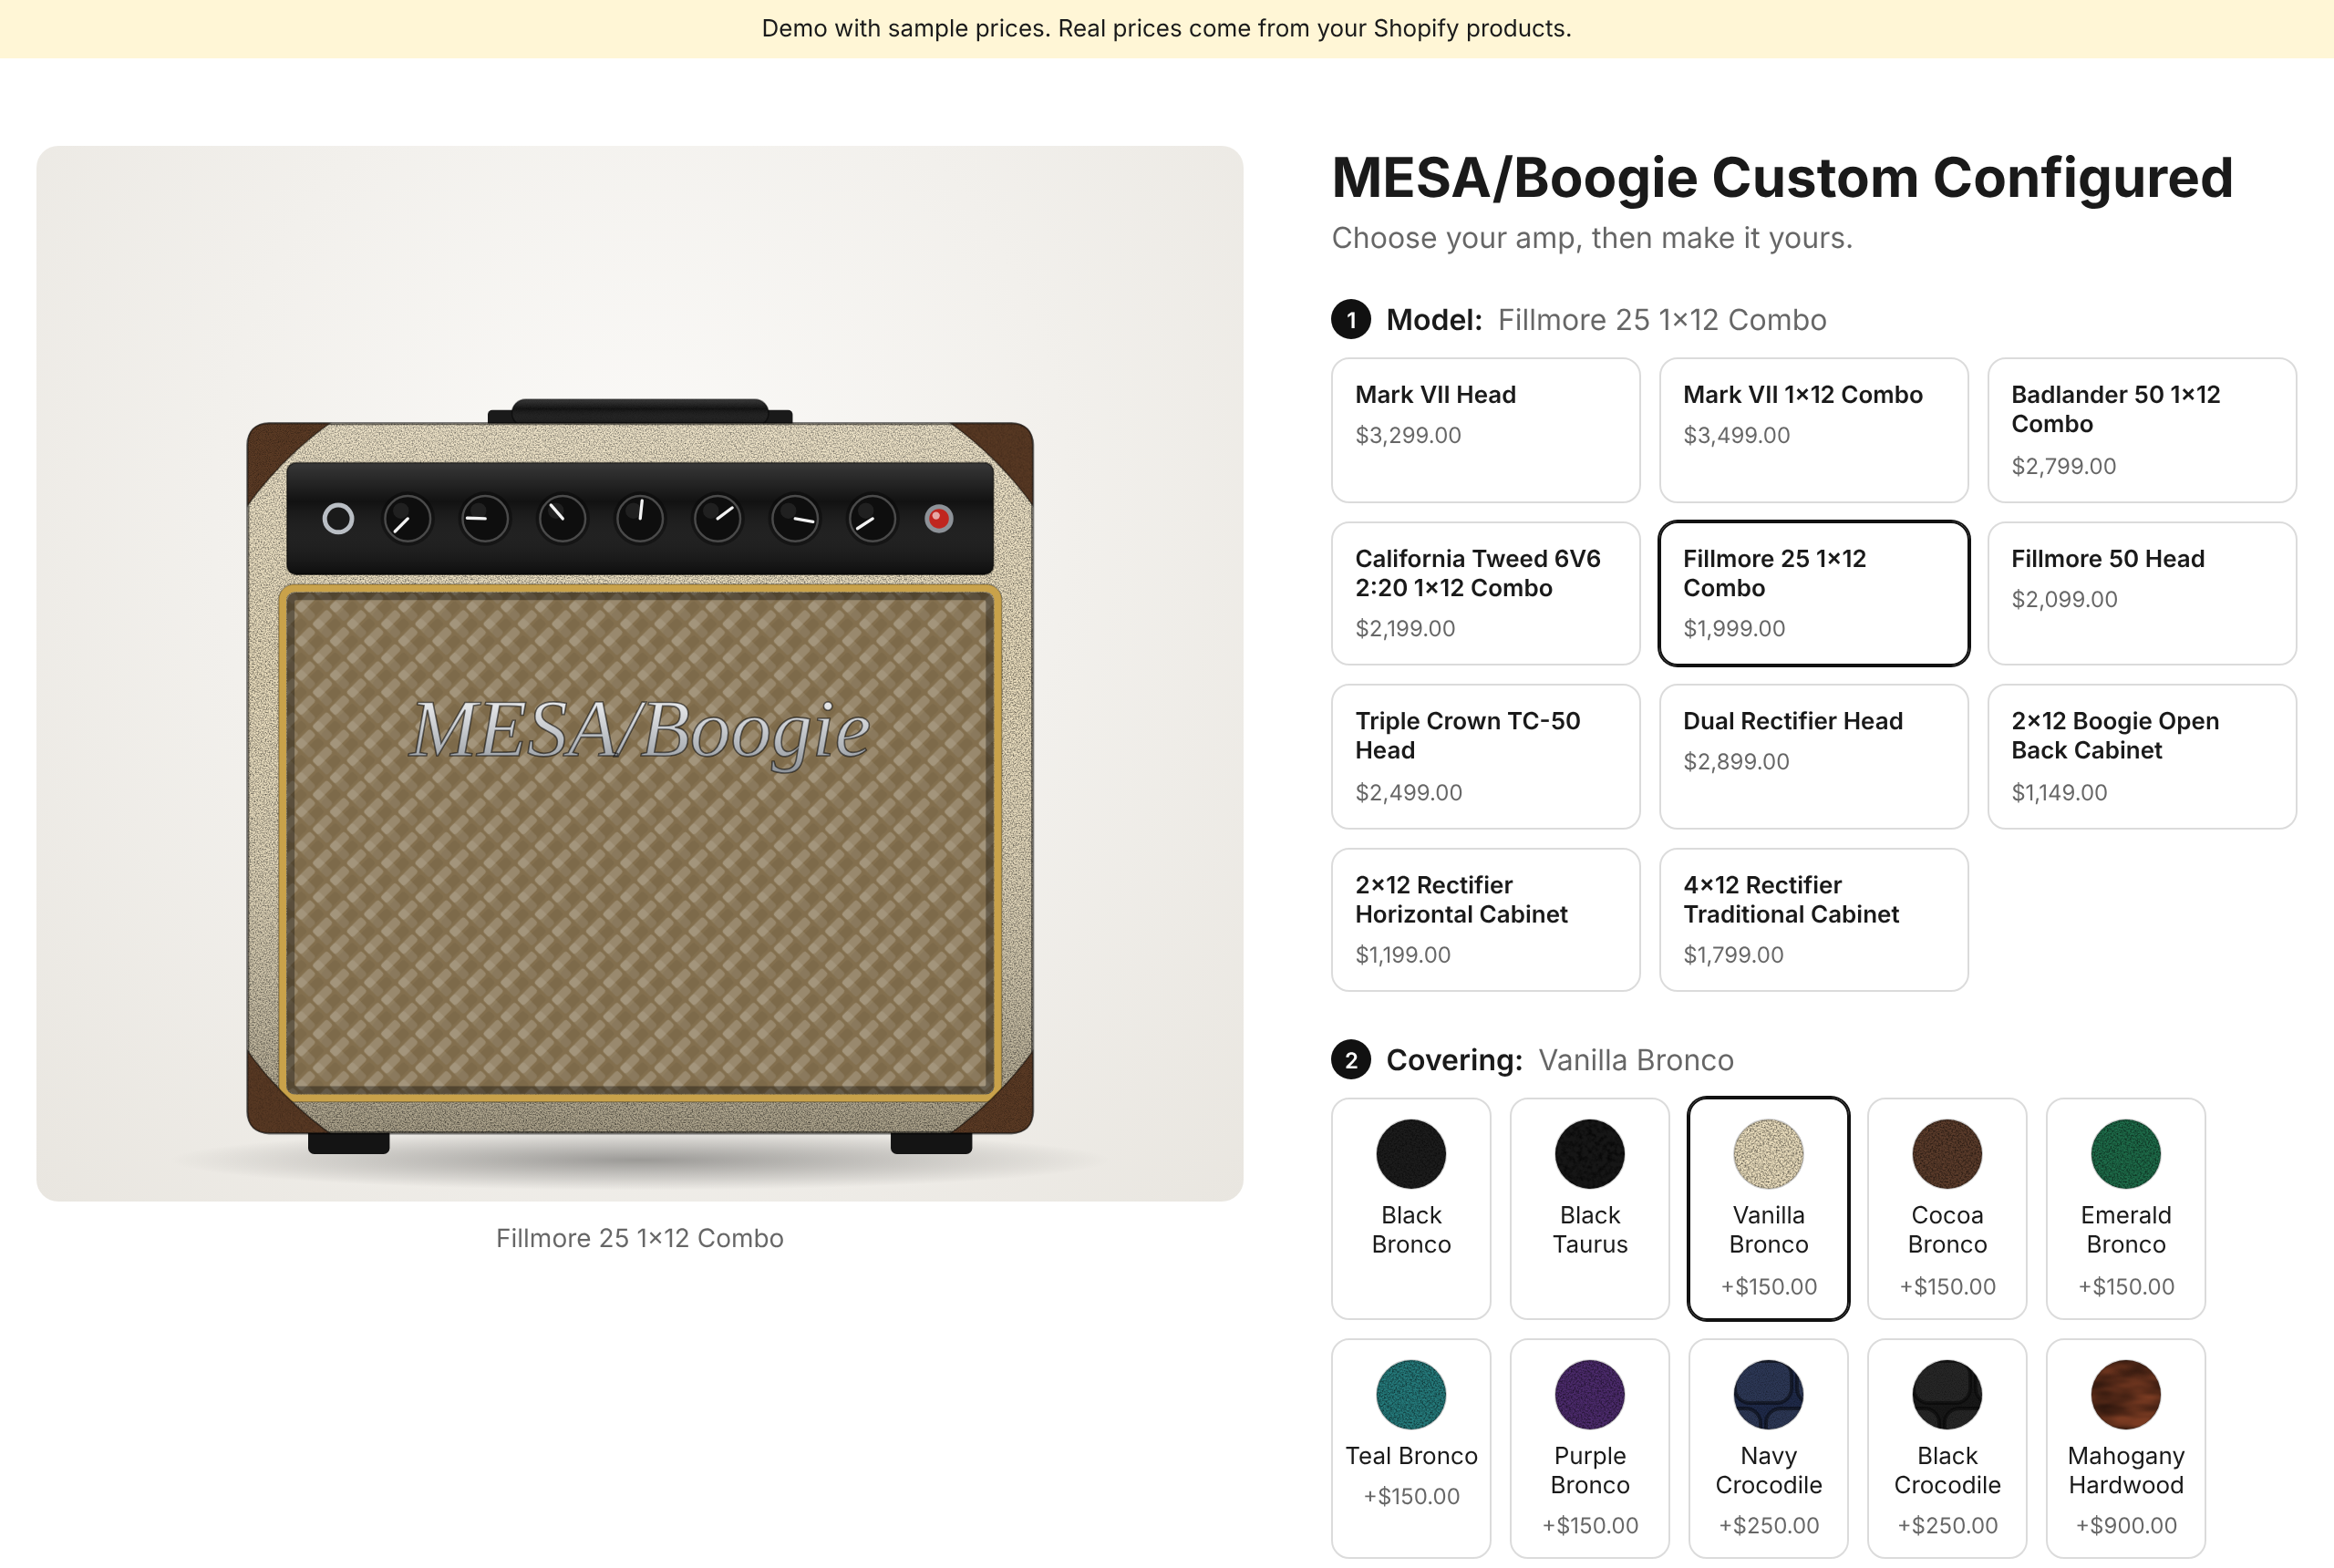 Demo with sample prices. Real prices come from your Shopify products.
MESA/Boogie
Fillmore 25 1×12 Combo
MESA/Boogie Custom Configured
Choose your amp, then make it yours.
1 Model: Fillmore 25 1×12 Combo
Mark VII Head
$3,299.00
Mark VII 1×12 Combo
$3,499.00
Badlander 50 1×12
Combo
$2,799.00
California Tweed 6V6
2:20 1×12 Combo
$2,199.00
Fillmore 25 1×12
Combo
$1,999.00
Fillmore 50 Head
$2,099.00
Triple Crown TC-50
Head
$2,499.00
Dual Rectifier Head
$2,899.00
2×12 Boogie Open
Back Cabinet
$1,149.00
2×12 Rectifier
Horizontal Cabinet
$1,199.00
4×12 Rectifier
Traditional Cabinet
$1,799.00
2 Covering: Vanilla Bronco
Black
Bronco
Black
Taurus
Vanilla
Bronco
+$150.00
Cocoa
Bronco
+$150.00
Emerald
Bronco
+$150.00
Teal Bronco
+$150.00
Purple
Bronco
+$150.00
Navy
Crocodile
+$250.00
Black
Crocodile
+$250.00
Mahogany
Hardwood
+$900.00